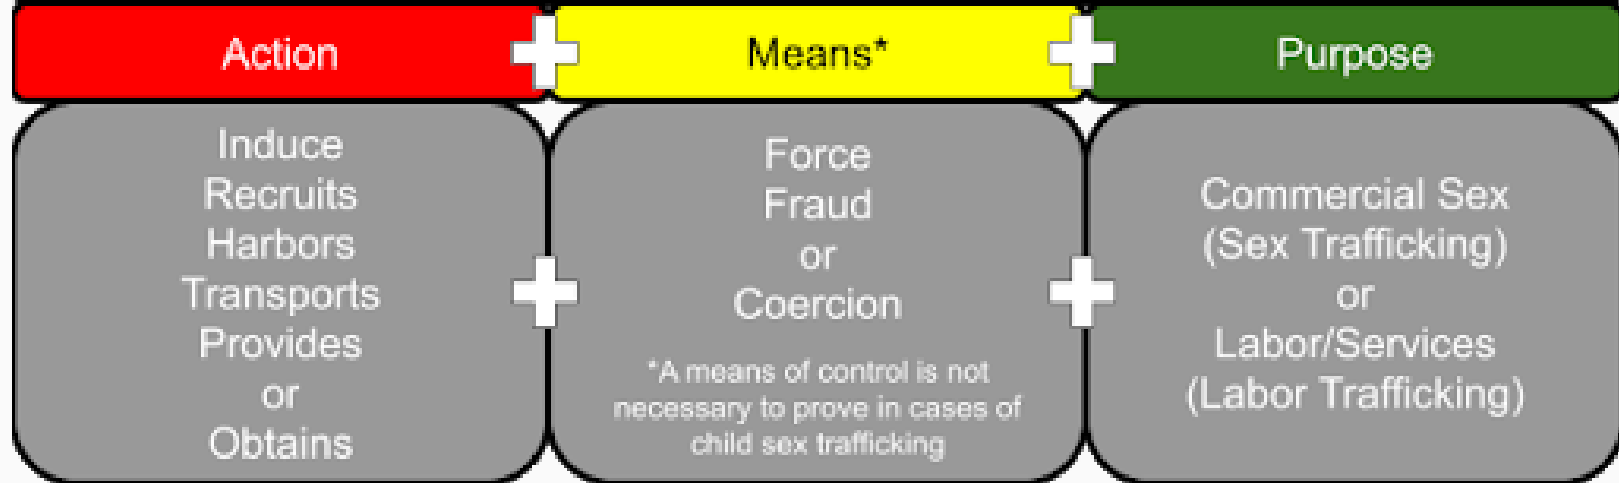 Action
Means*
Purpose
Induce
Recruits
Harbors
Transports
Provides
or
Obtains
Force
Fraud
or
Coercion
*A means of control is not
necessary to prove in cases of
child sex trafficking
Commercial Sex
(Sex Trafficking)
or
Labor/Services
(Labor Trafficking)